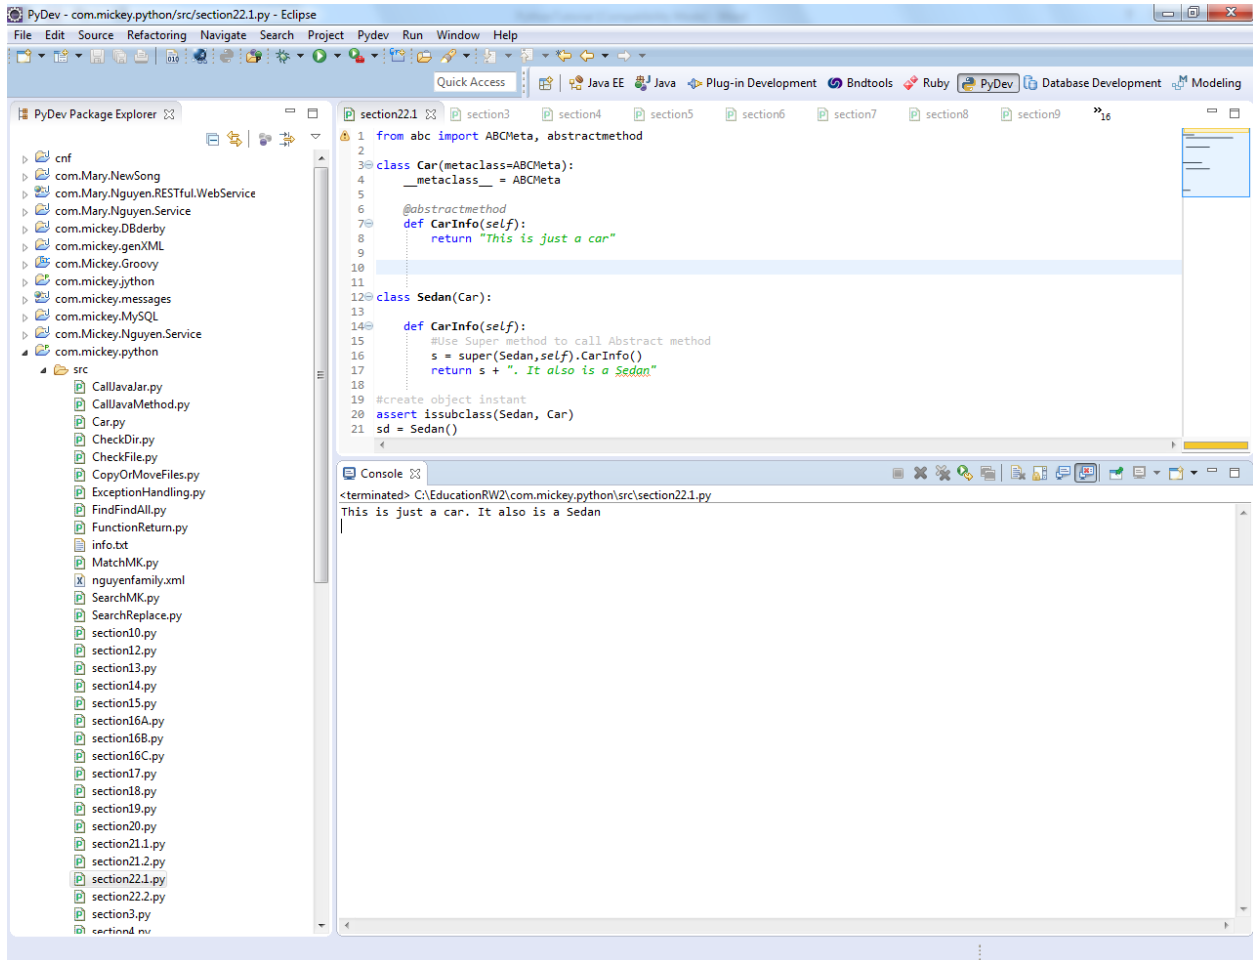 PyDev - com.mickey.python/src/section22.1.py - Eclipse
File Edit Source Refactoring Navigate Search Project Pydev Run Window Help
Quick Access Java EE Java Plug-in Development Bndtools Ruby PyDev Database Development Modeling
PyDev Package Explorer
cnf
com.Mary.NewSong
com.Mary.Nguyen.RESTful.WebService
com.Mary.Nguyen.Service
com.mickey.DBderby
com.mickey.genXML
com.Mickey.Groovy
com.mickey.jython
com.mickey.messages
com.mickey.MySQL
com.Mickey.Nguyen.Service
com.mickey.python
src
CallJavaJar.py
CallJavaMethod.py
Car.py
CheckDir.py
CheckFile.py
CopyOrMoveFiles.py
ExceptionHandling.py
FindFindAll.py
FunctionReturn.py
info.txt
MatchMK.py
nguyenfamily.xml
SearchMK.py
SearchReplace.py
section10.py
section12.py
section13.py
section14.py
section15.py
section16A.py
section16B.py
section16C.py
section17.py
section18.py
section19.py
section20.py
section21.1.py
section21.2.py
section22.1.py
section22.2.py
section3.py
section4.py
section22.1 section3 section4 section5 section6 section7 section8 section9 »16
1 from abc import ABCMeta, abstractmethod
2
3 class Car(metaclass=ABCMeta):
4 __metaclass__ = ABCMeta
5
6 @abstractmethod
7 def CarInfo(self):
8 return "This is just a car"
9
10
11
12 class Sedan(Car):
13
14 def CarInfo(self):
15 #Use Super method to call Abstract method
16 s = super(Sedan,self).CarInfo()
17 return s + ". It also is a Sedan"
18
19 #create object instant
20 assert issubclass(Sedan, Car)
21 sd = Sedan()
Console
<terminated> C:\EducationRW2\com.mickey.python\src\section22.1.py
This is just a car. It also is a Sedan